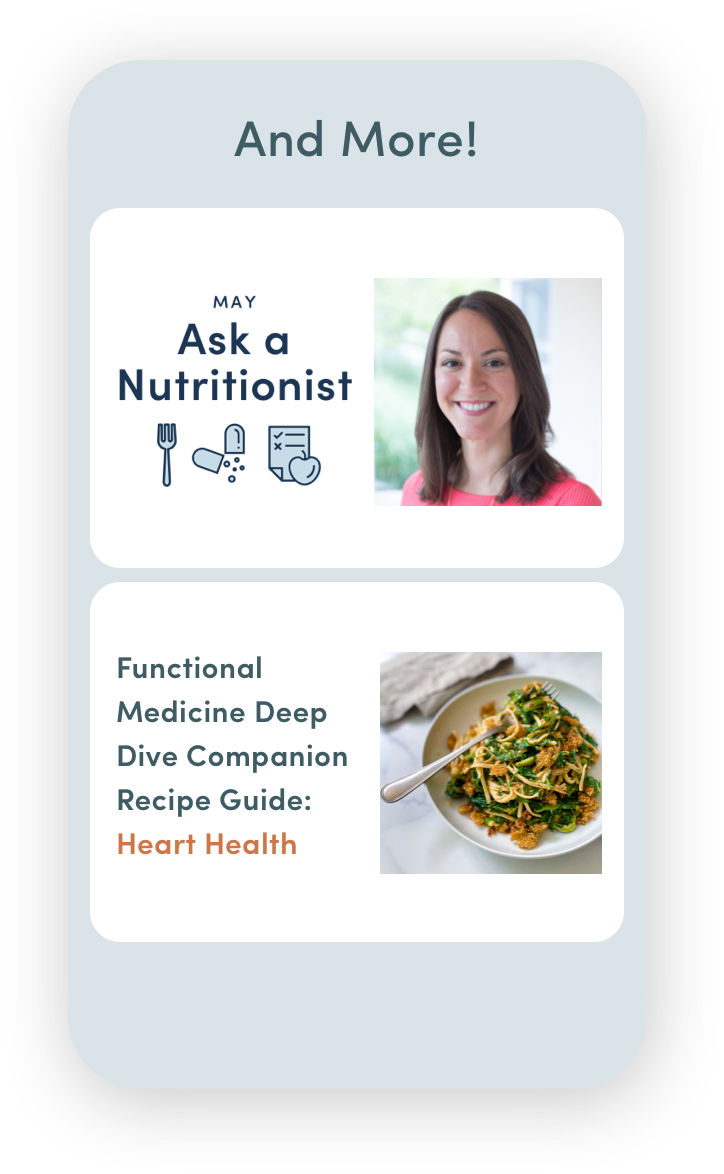 And More!
MAY
Ask a
Nutritionist
Functional
Medicine Deep
Dive Companion
Recipe Guide:
Heart Health